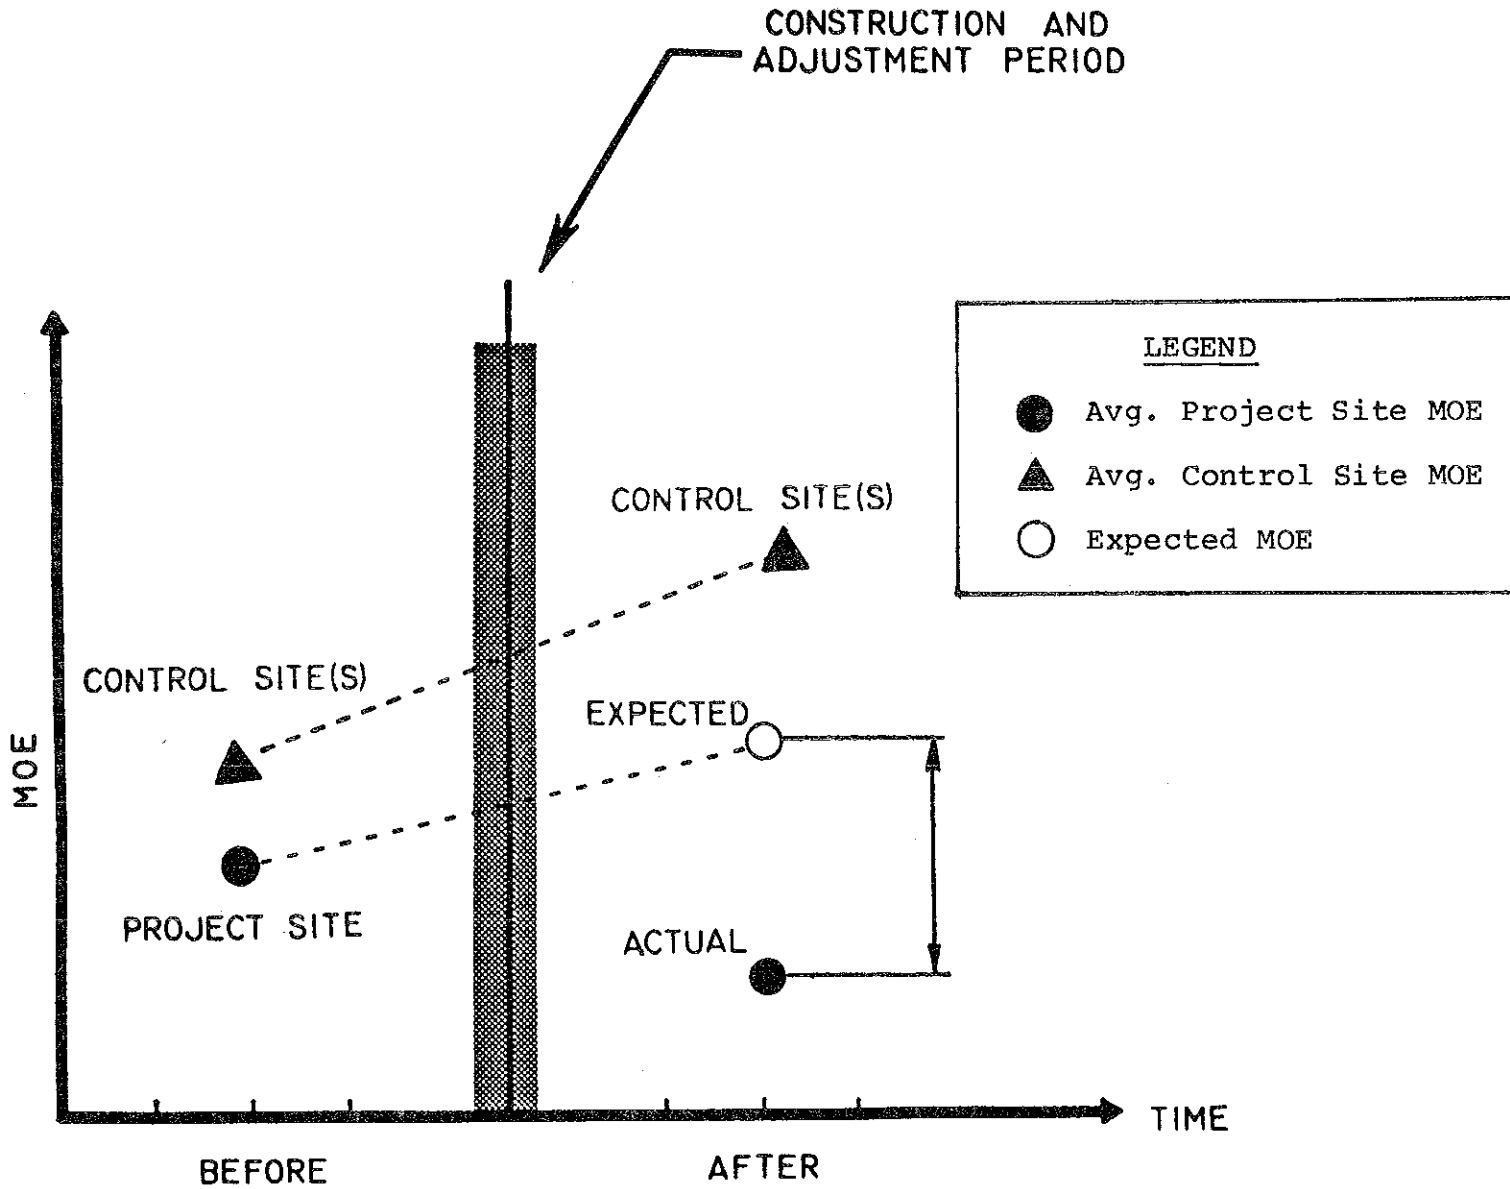 CONSTRUCTION AND
ADJUSTMENT PERIOD
LEGEND
Avg. Project Site MOE
Avg. Control Site MOE
Expected MOE
CONTROL SITE(S)
CONTROL SITE(S)
EXPECTED
MOE
PROJECT SITE
ACTUAL
TIME
BEFORE
AFTER